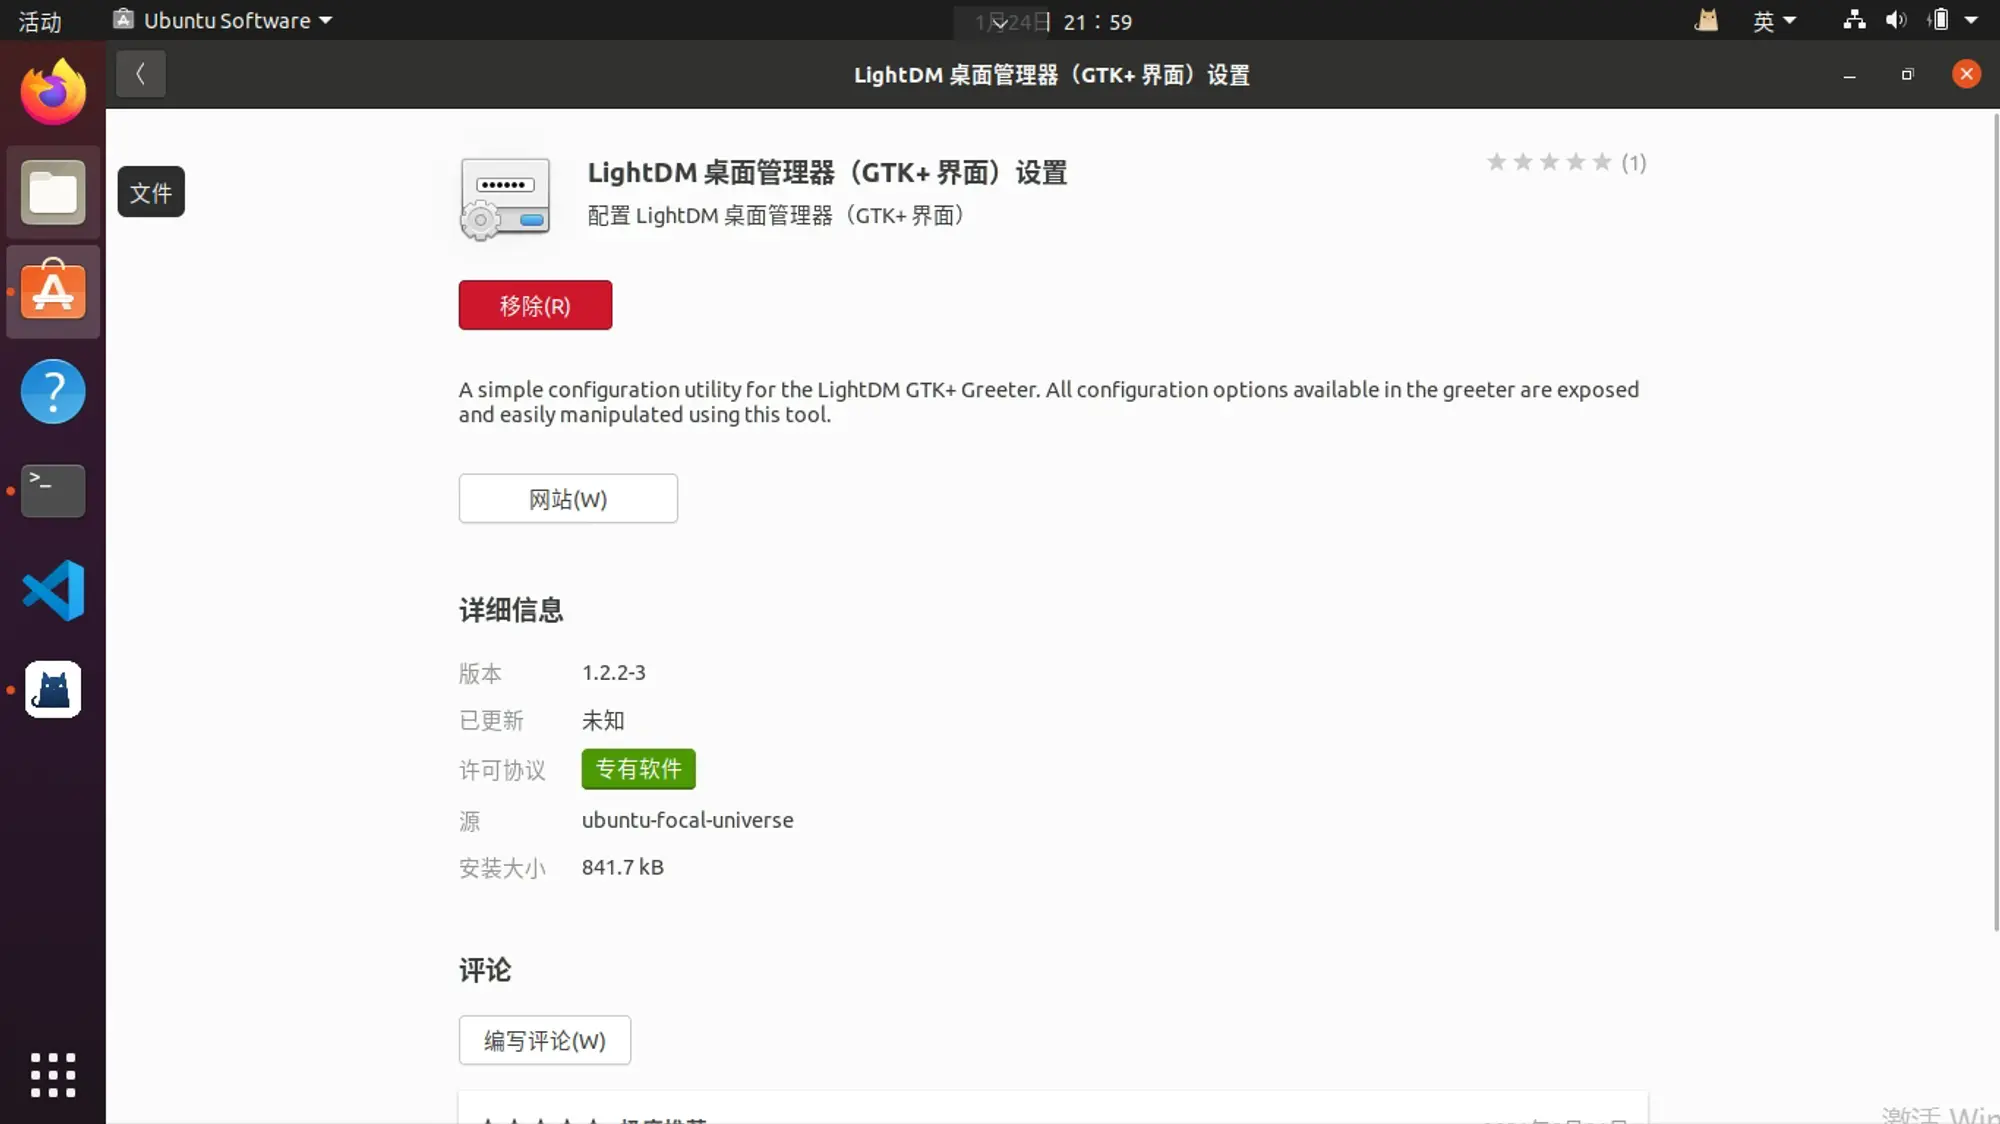 活动
Ubuntu Software
1月24日 21：59
英
LightDM 桌面管理器（GTK+ 界面）设置
文件
LightDM 桌面管理器（GTK+ 界面）设置
(1)
配置 LightDM 桌面管理器（GTK+ 界面）
移除(R)
A simple configuration utility for the LightDM GTK+ Greeter. All configuration options available in the greeter are exposed
and easily manipulated using this tool.
网站(W)
详细信息
版本 1.2.2-3
已更新 未知
许可协议 专有软件
源 ubuntu-focal-universe
安装大小 841.7 kB
评论
编写评论(W)
激活 Win